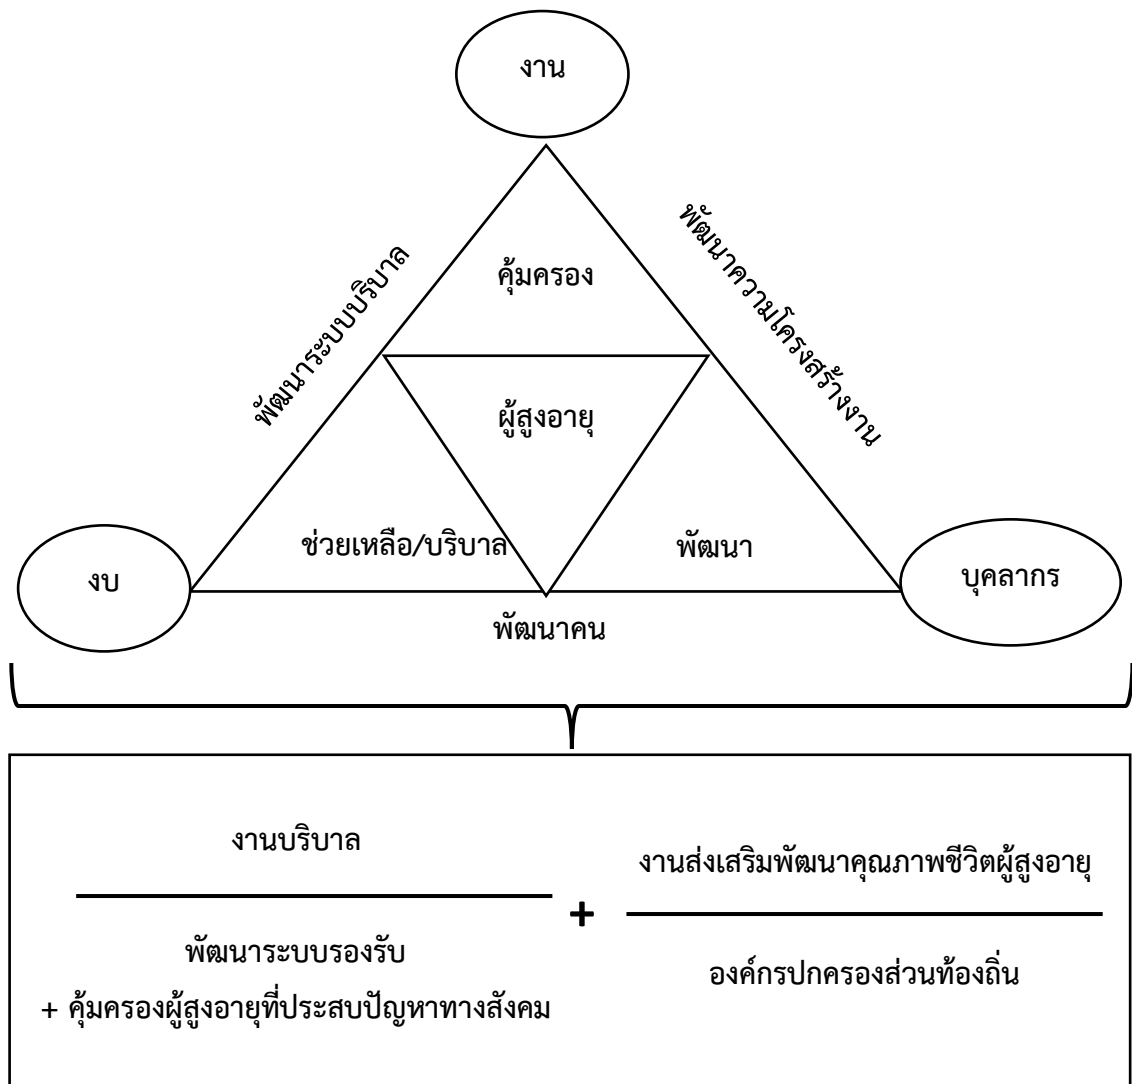 งาน
พัฒนาระบบบริบาล
พัฒนาความโครงสร้างงาน
คุ้มครอง
ผู้สูงอายุ
ช่วยเหลือ/บริบาล
พัฒนา
งบ
บุคลากร
พัฒนาคน
งานบริบาล
พัฒนาระบบรองรับ
+ คุ้มครองผู้สูงอายุที่ประสบปัญหาทางสังคม
+
งานส่งเสริมพัฒนาคุณภาพชีวิตผู้สูงอายุ
องค์กรปกครองส่วนท้องถิ่น